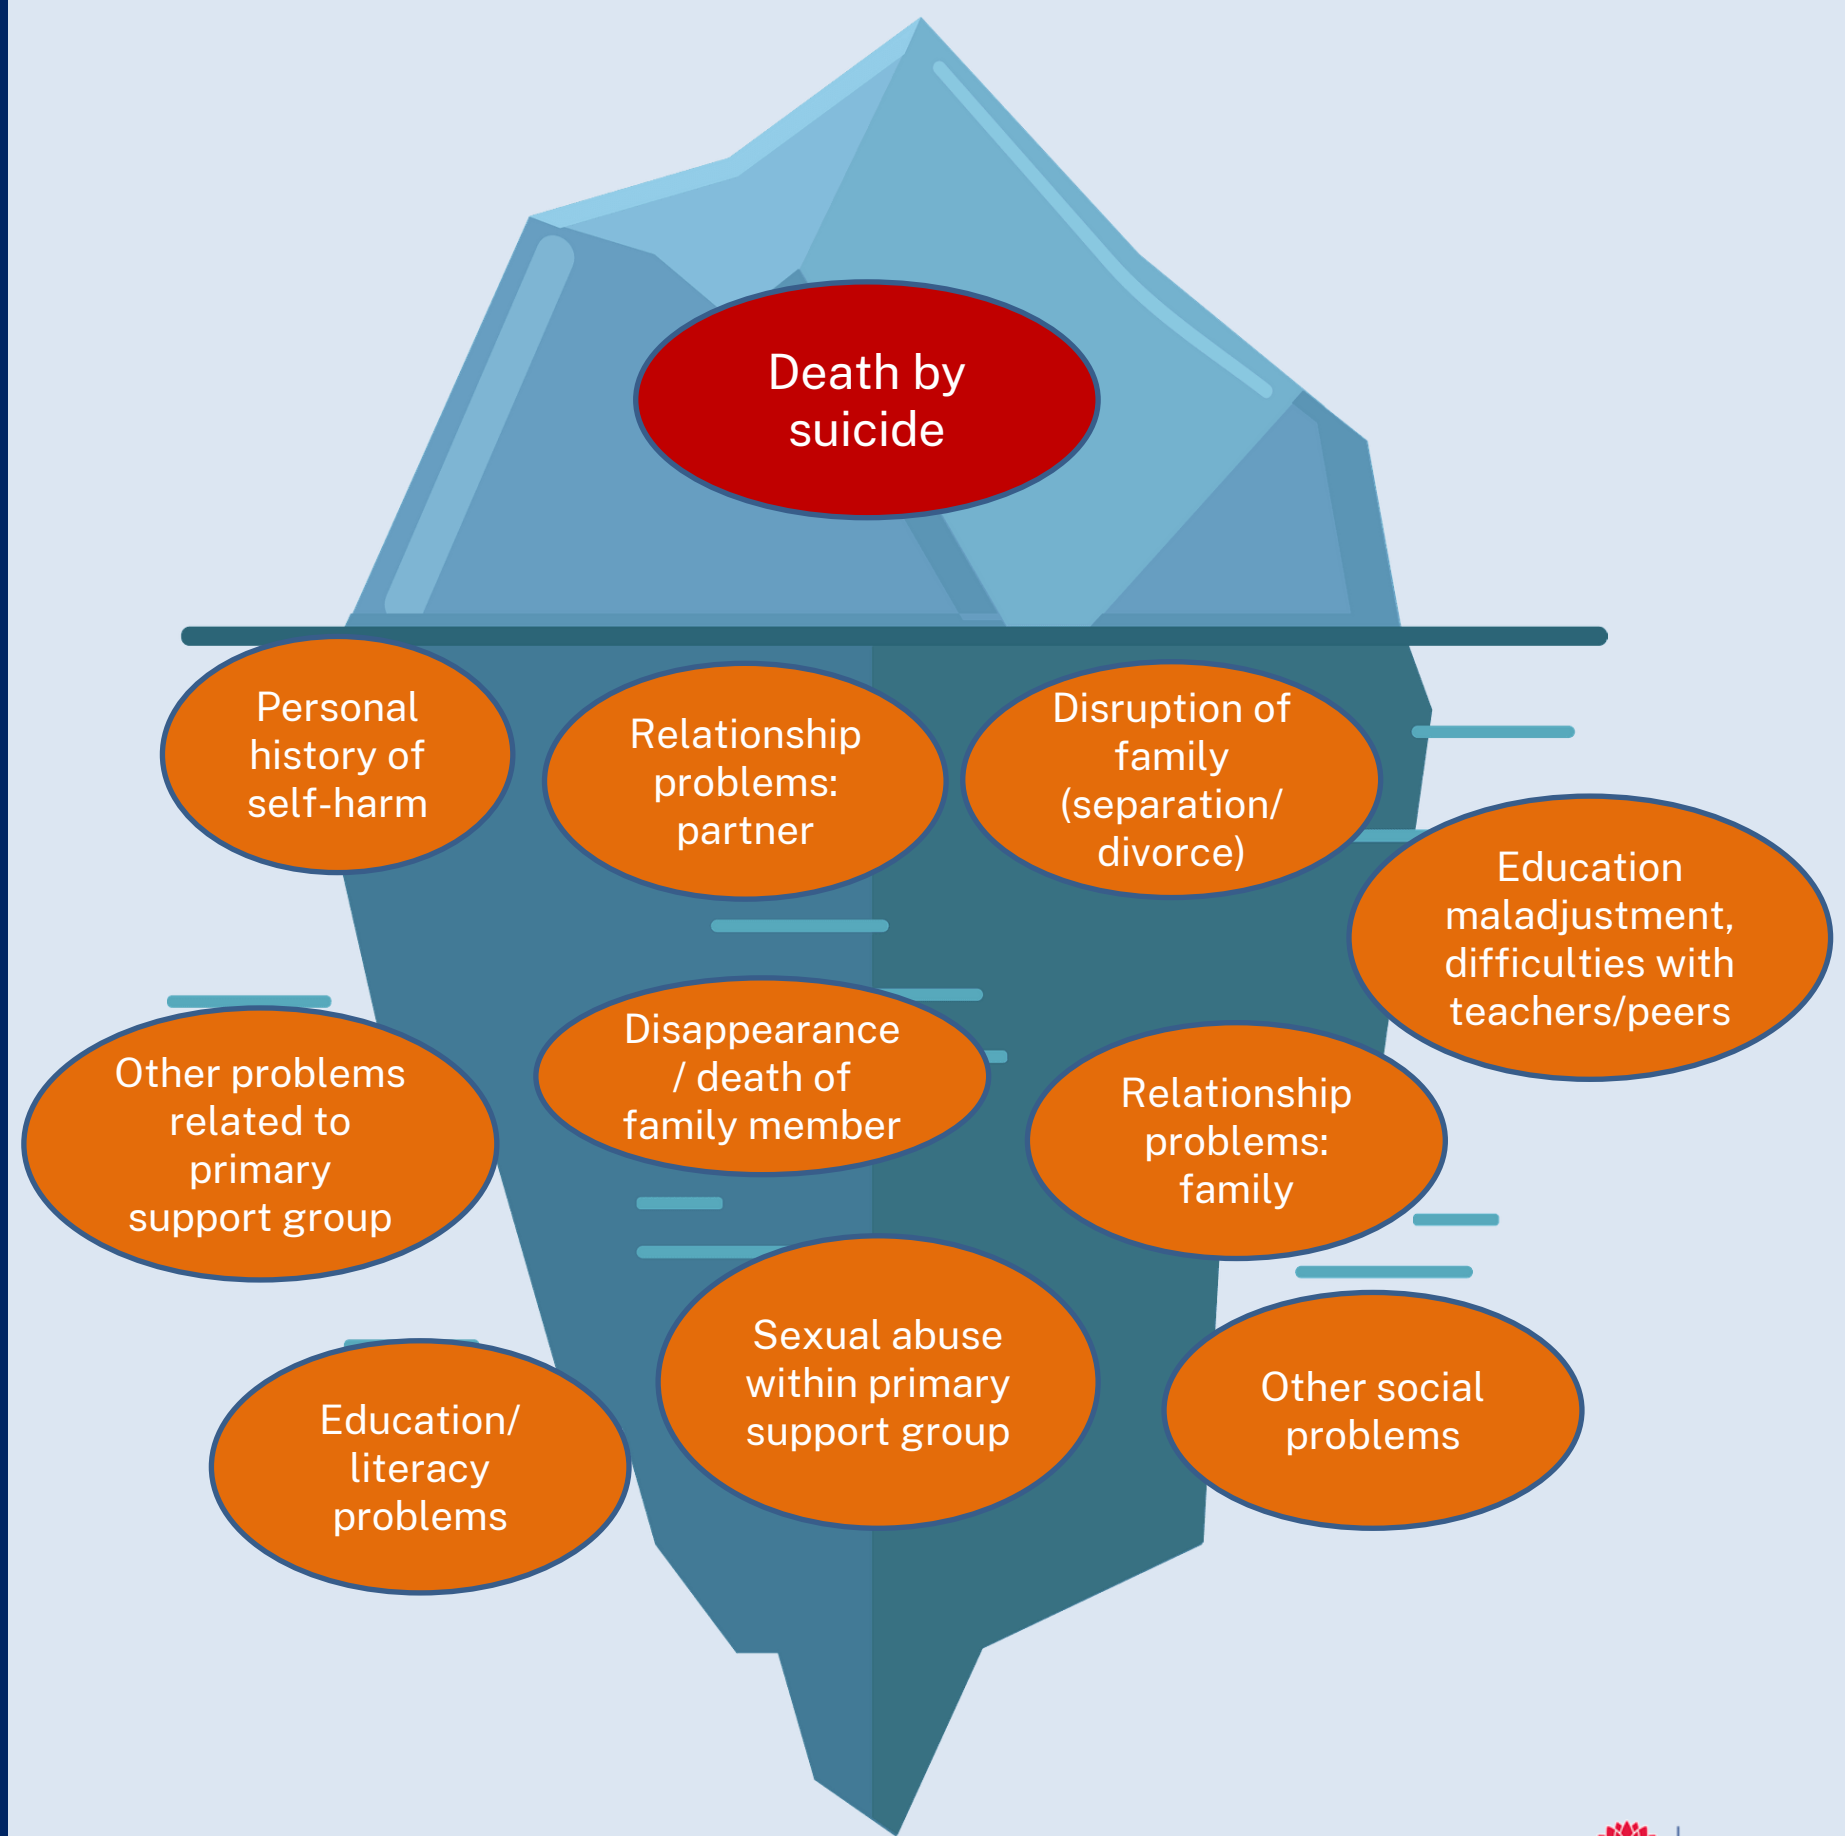 Death by
suicide
Personal
history of
self-harm
Relationship
problems:
partner
Disruption of
family
(separation/
divorce)
Education
maladjustment,
difficulties with
teachers/peers
Other problems
related to
primary
support group
Disappearance
/ death of
family member
Relationship
problems:
family
Education/
literacy
problems
Sexual abuse
within primary
support group
Other social
problems